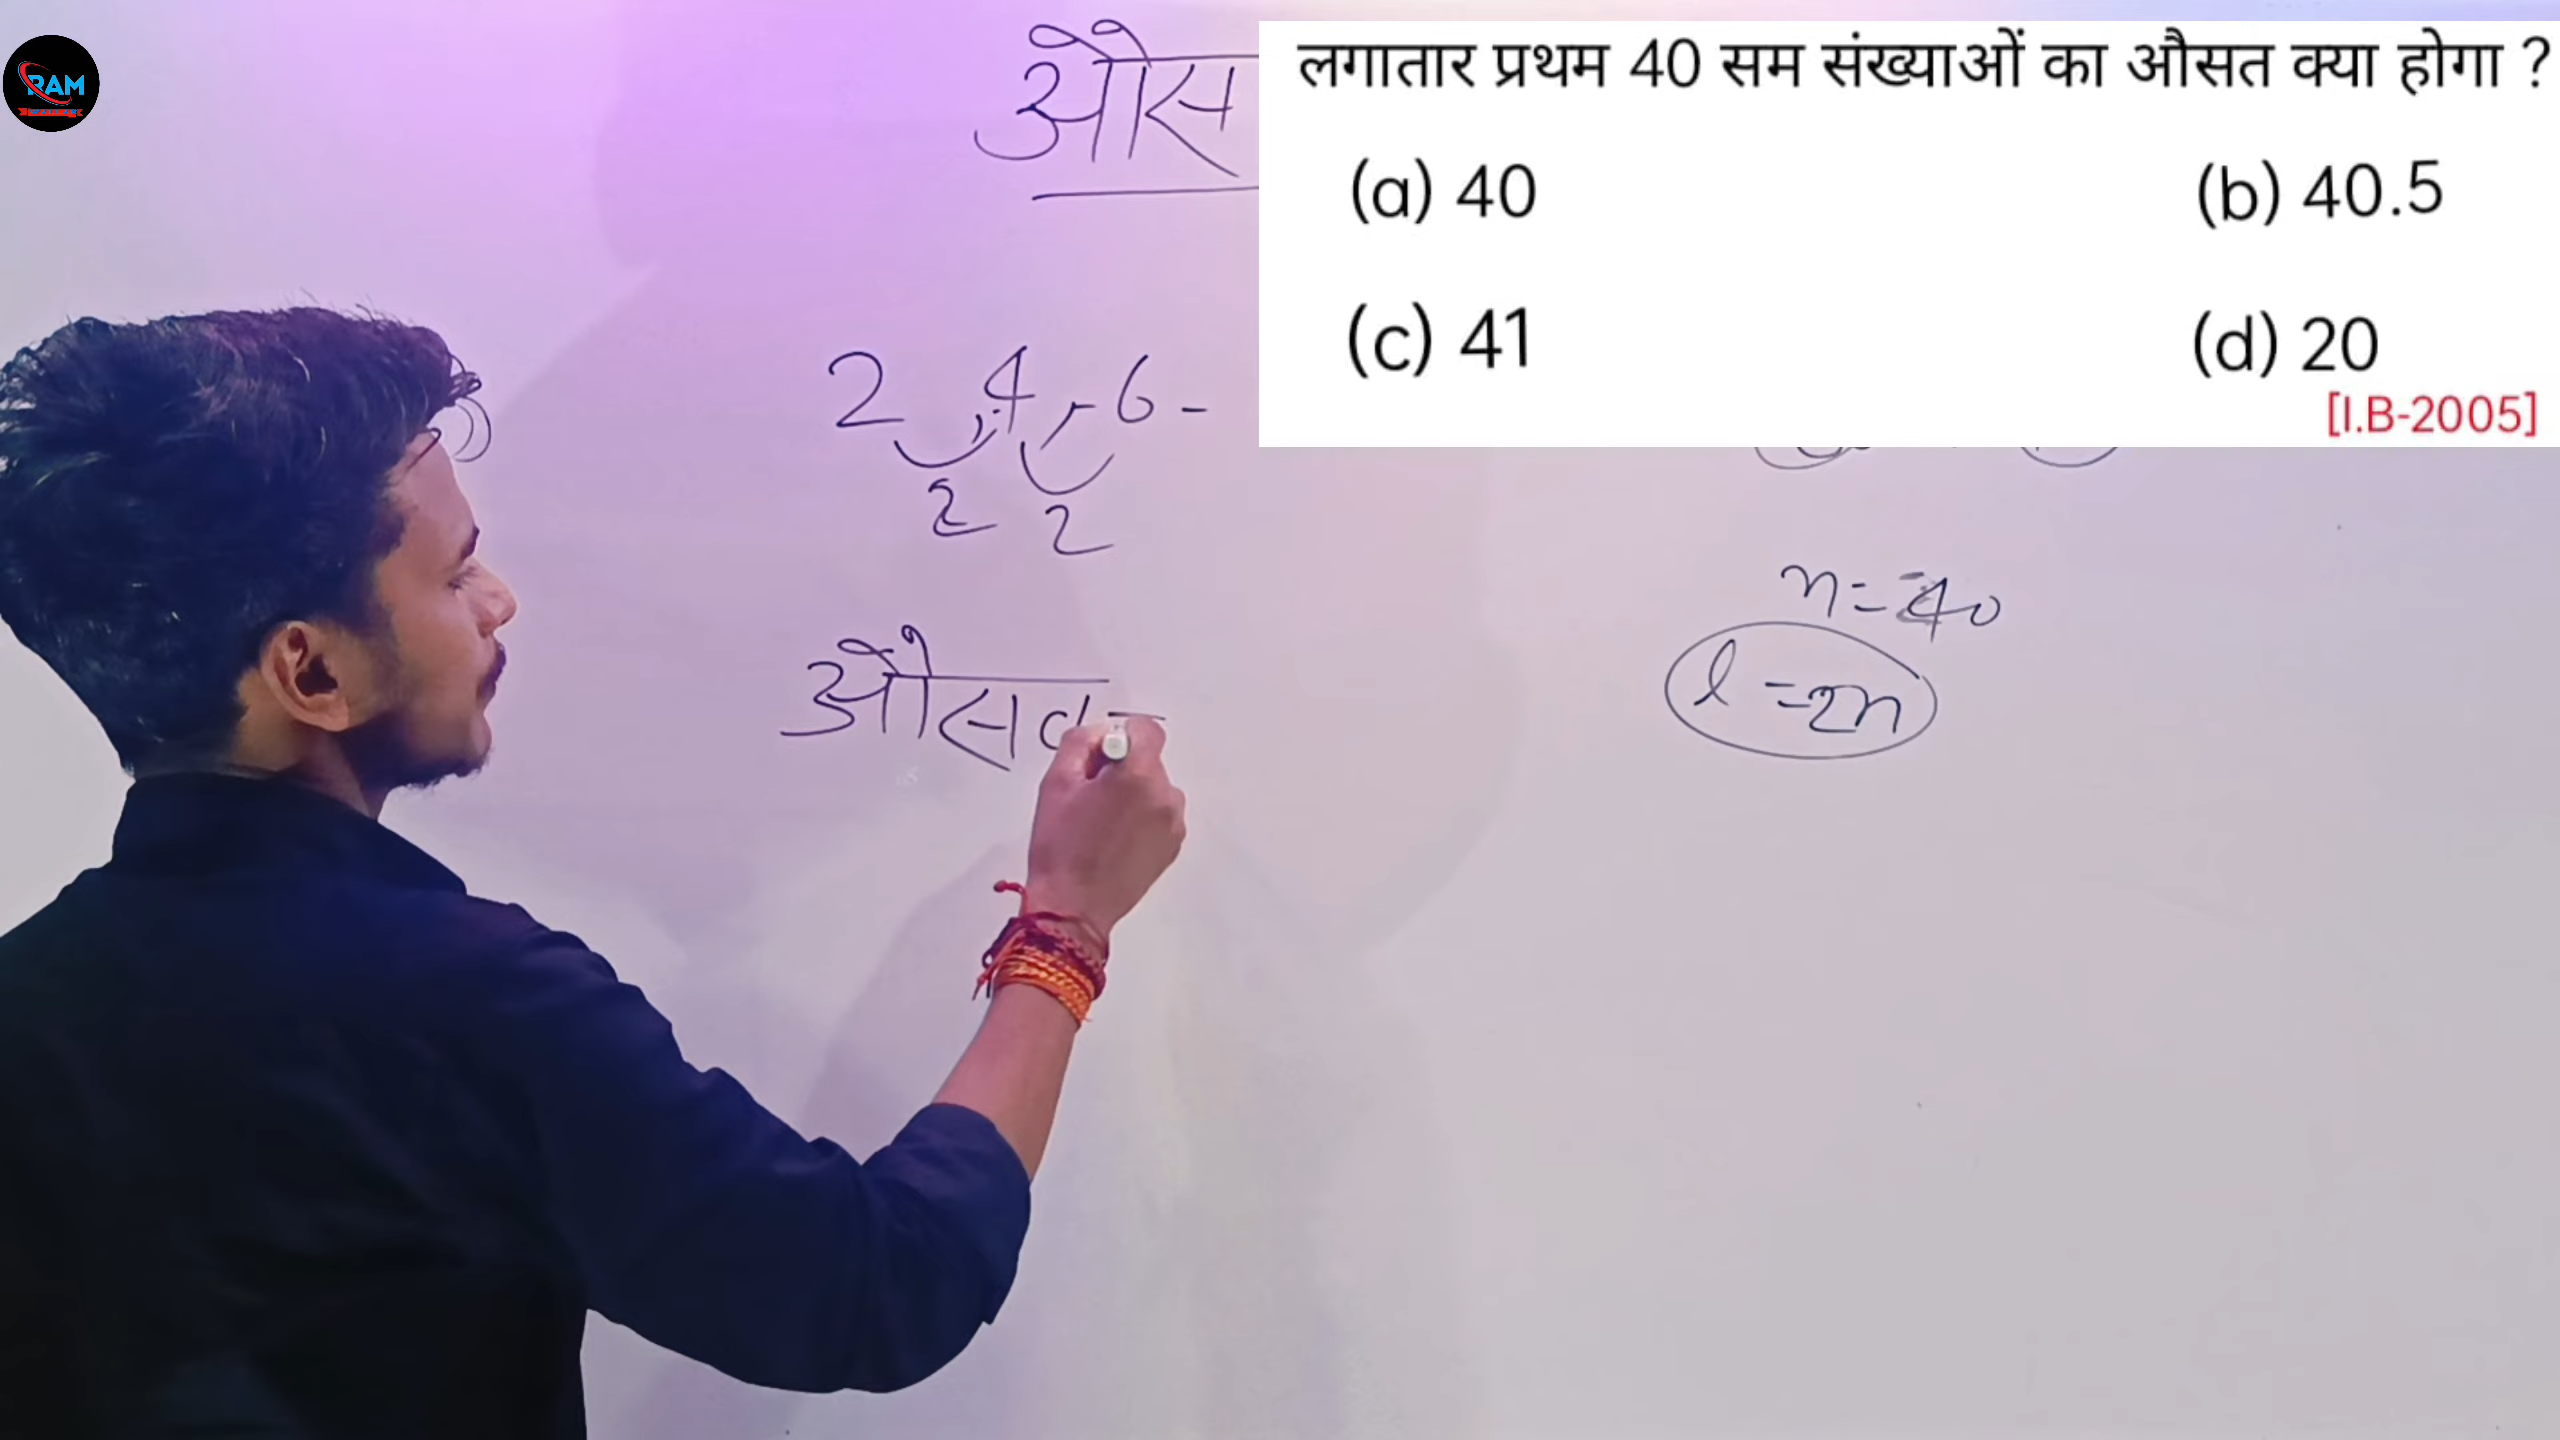 RAM
औस
लगातार प्रथम 40 सम संख्याओं का औसत क्या होगा ?
(a) 40 (b) 40.5
(c) 41 (d) 20
[I.B-2005]
2, 4, - 6 -
2 2
n = 40
l = 2n
औसत =